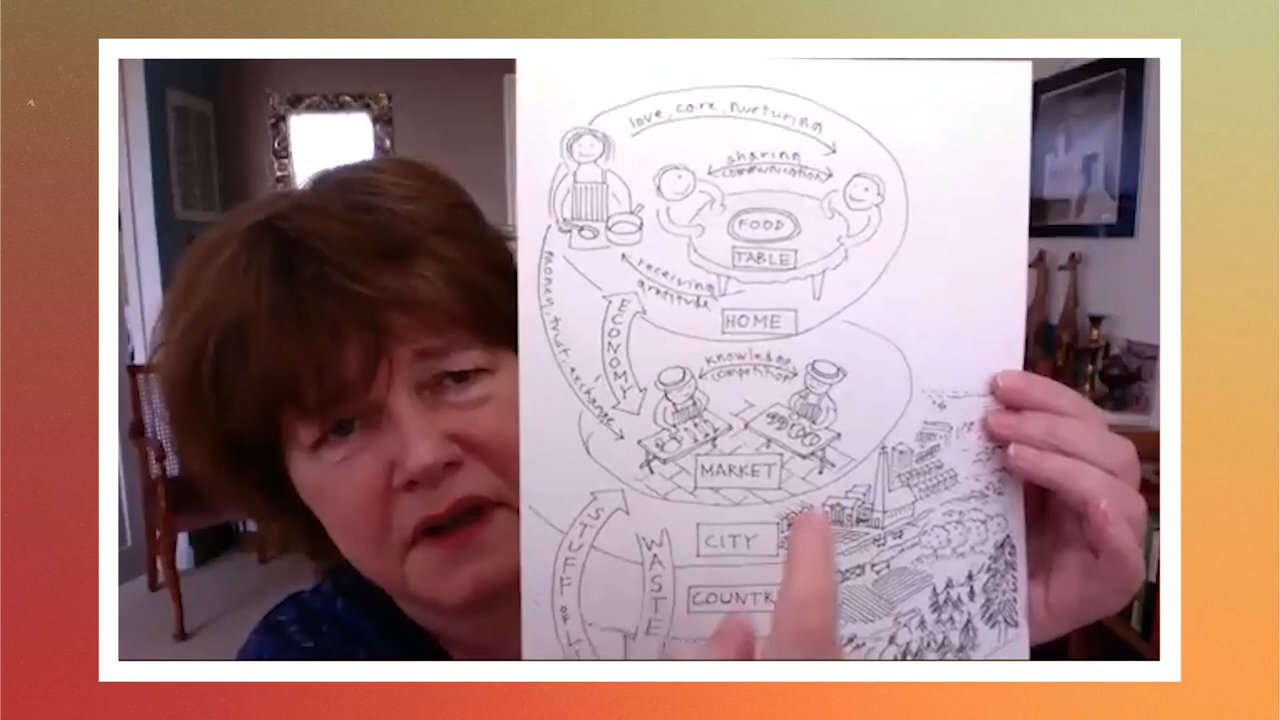 love, care, nurturing
sharing
communication
FOOD
TABLE
receiving
gratitude
HOME
money, trust, exchange
ECONOMY
knowledge
competition
MARKET
STUFF OF
WASTE
CITY
COUNTR